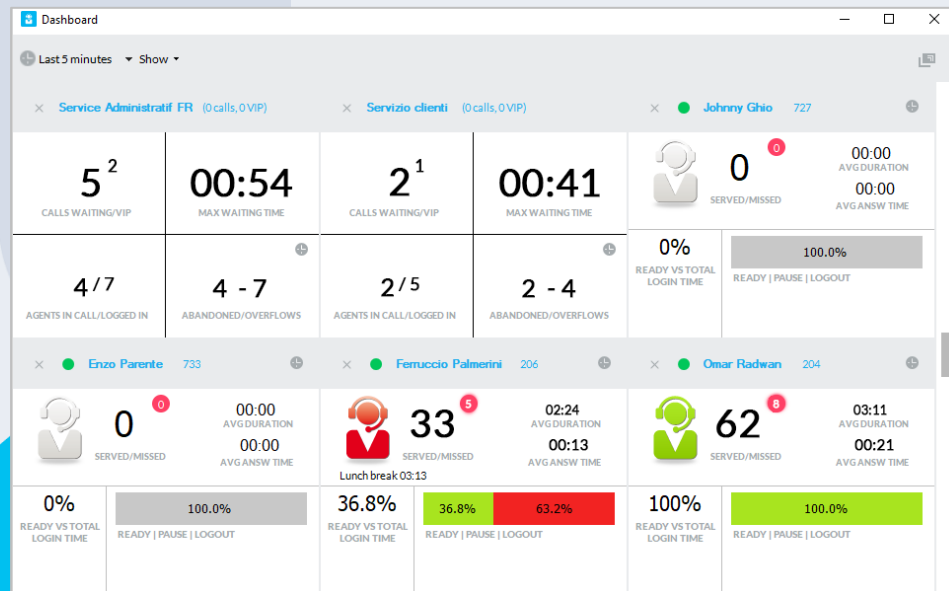 Dashboard
Last 5 minutes Show
Service Administratif FR (0 calls, 0 VIP)
Servizio clienti (0 calls, 0 VIP)
Johnny Ghio 727
5 2
CALLS WAITING/VIP
00:54
MAX WAITING TIME
2 1
CALLS WAITING/VIP
00:41
MAX WAITING TIME
0 0
SERVED/MISSED
00:00
AVG DURATION
00:00
AVG ANSW TIME
4 / 7
AGENTS IN CALL/LOGGED IN
4 - 7
ABANDONED/OVERFLOWS
2 / 5
AGENTS IN CALL/LOGGED IN
2 - 4
ABANDONED/OVERFLOWS
0%
READY VS TOTAL
LOGIN TIME
100.0%
READY | PAUSE | LOGOUT
Enzo Parente 733
Ferruccio Palmerini 206
Omar Radwan 204
0 0
SERVED/MISSED
00:00
AVG DURATION
00:00
AVG ANSW TIME
33 5
SERVED/MISSED
02:24
AVG DURATION
00:13
AVG ANSW TIME
Lunch break 03:13
62 8
SERVED/MISSED
03:11
AVG DURATION
00:21
AVG ANSW TIME
0%
READY VS TOTAL
LOGIN TIME
100.0%
READY | PAUSE | LOGOUT
36.8%
READY VS TOTAL
LOGIN TIME
36.8% 63.2%
READY | PAUSE | LOGOUT
100%
READY VS TOTAL
LOGIN TIME
100.0%
READY | PAUSE | LOGOUT